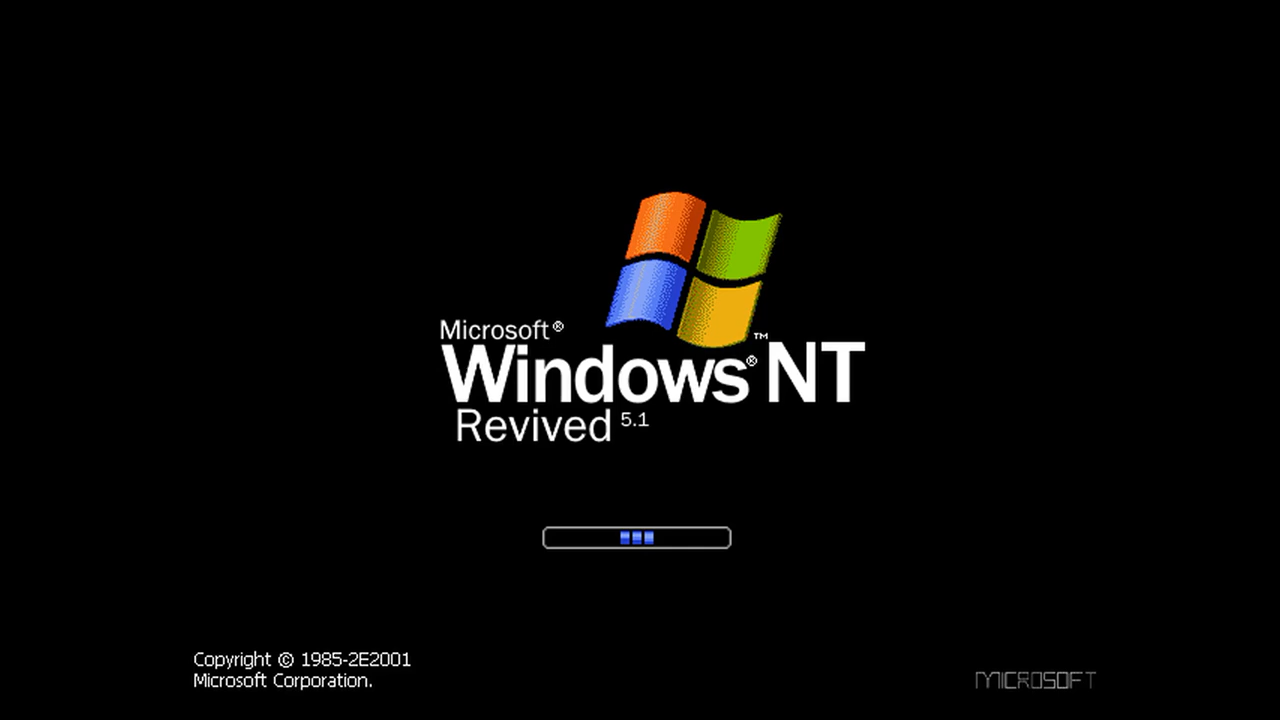 Microsoft®
Windows® NT™
Revived 5.1
Copyright © 1985-2E2001
Microsoft Corporation.
MICROSOFT